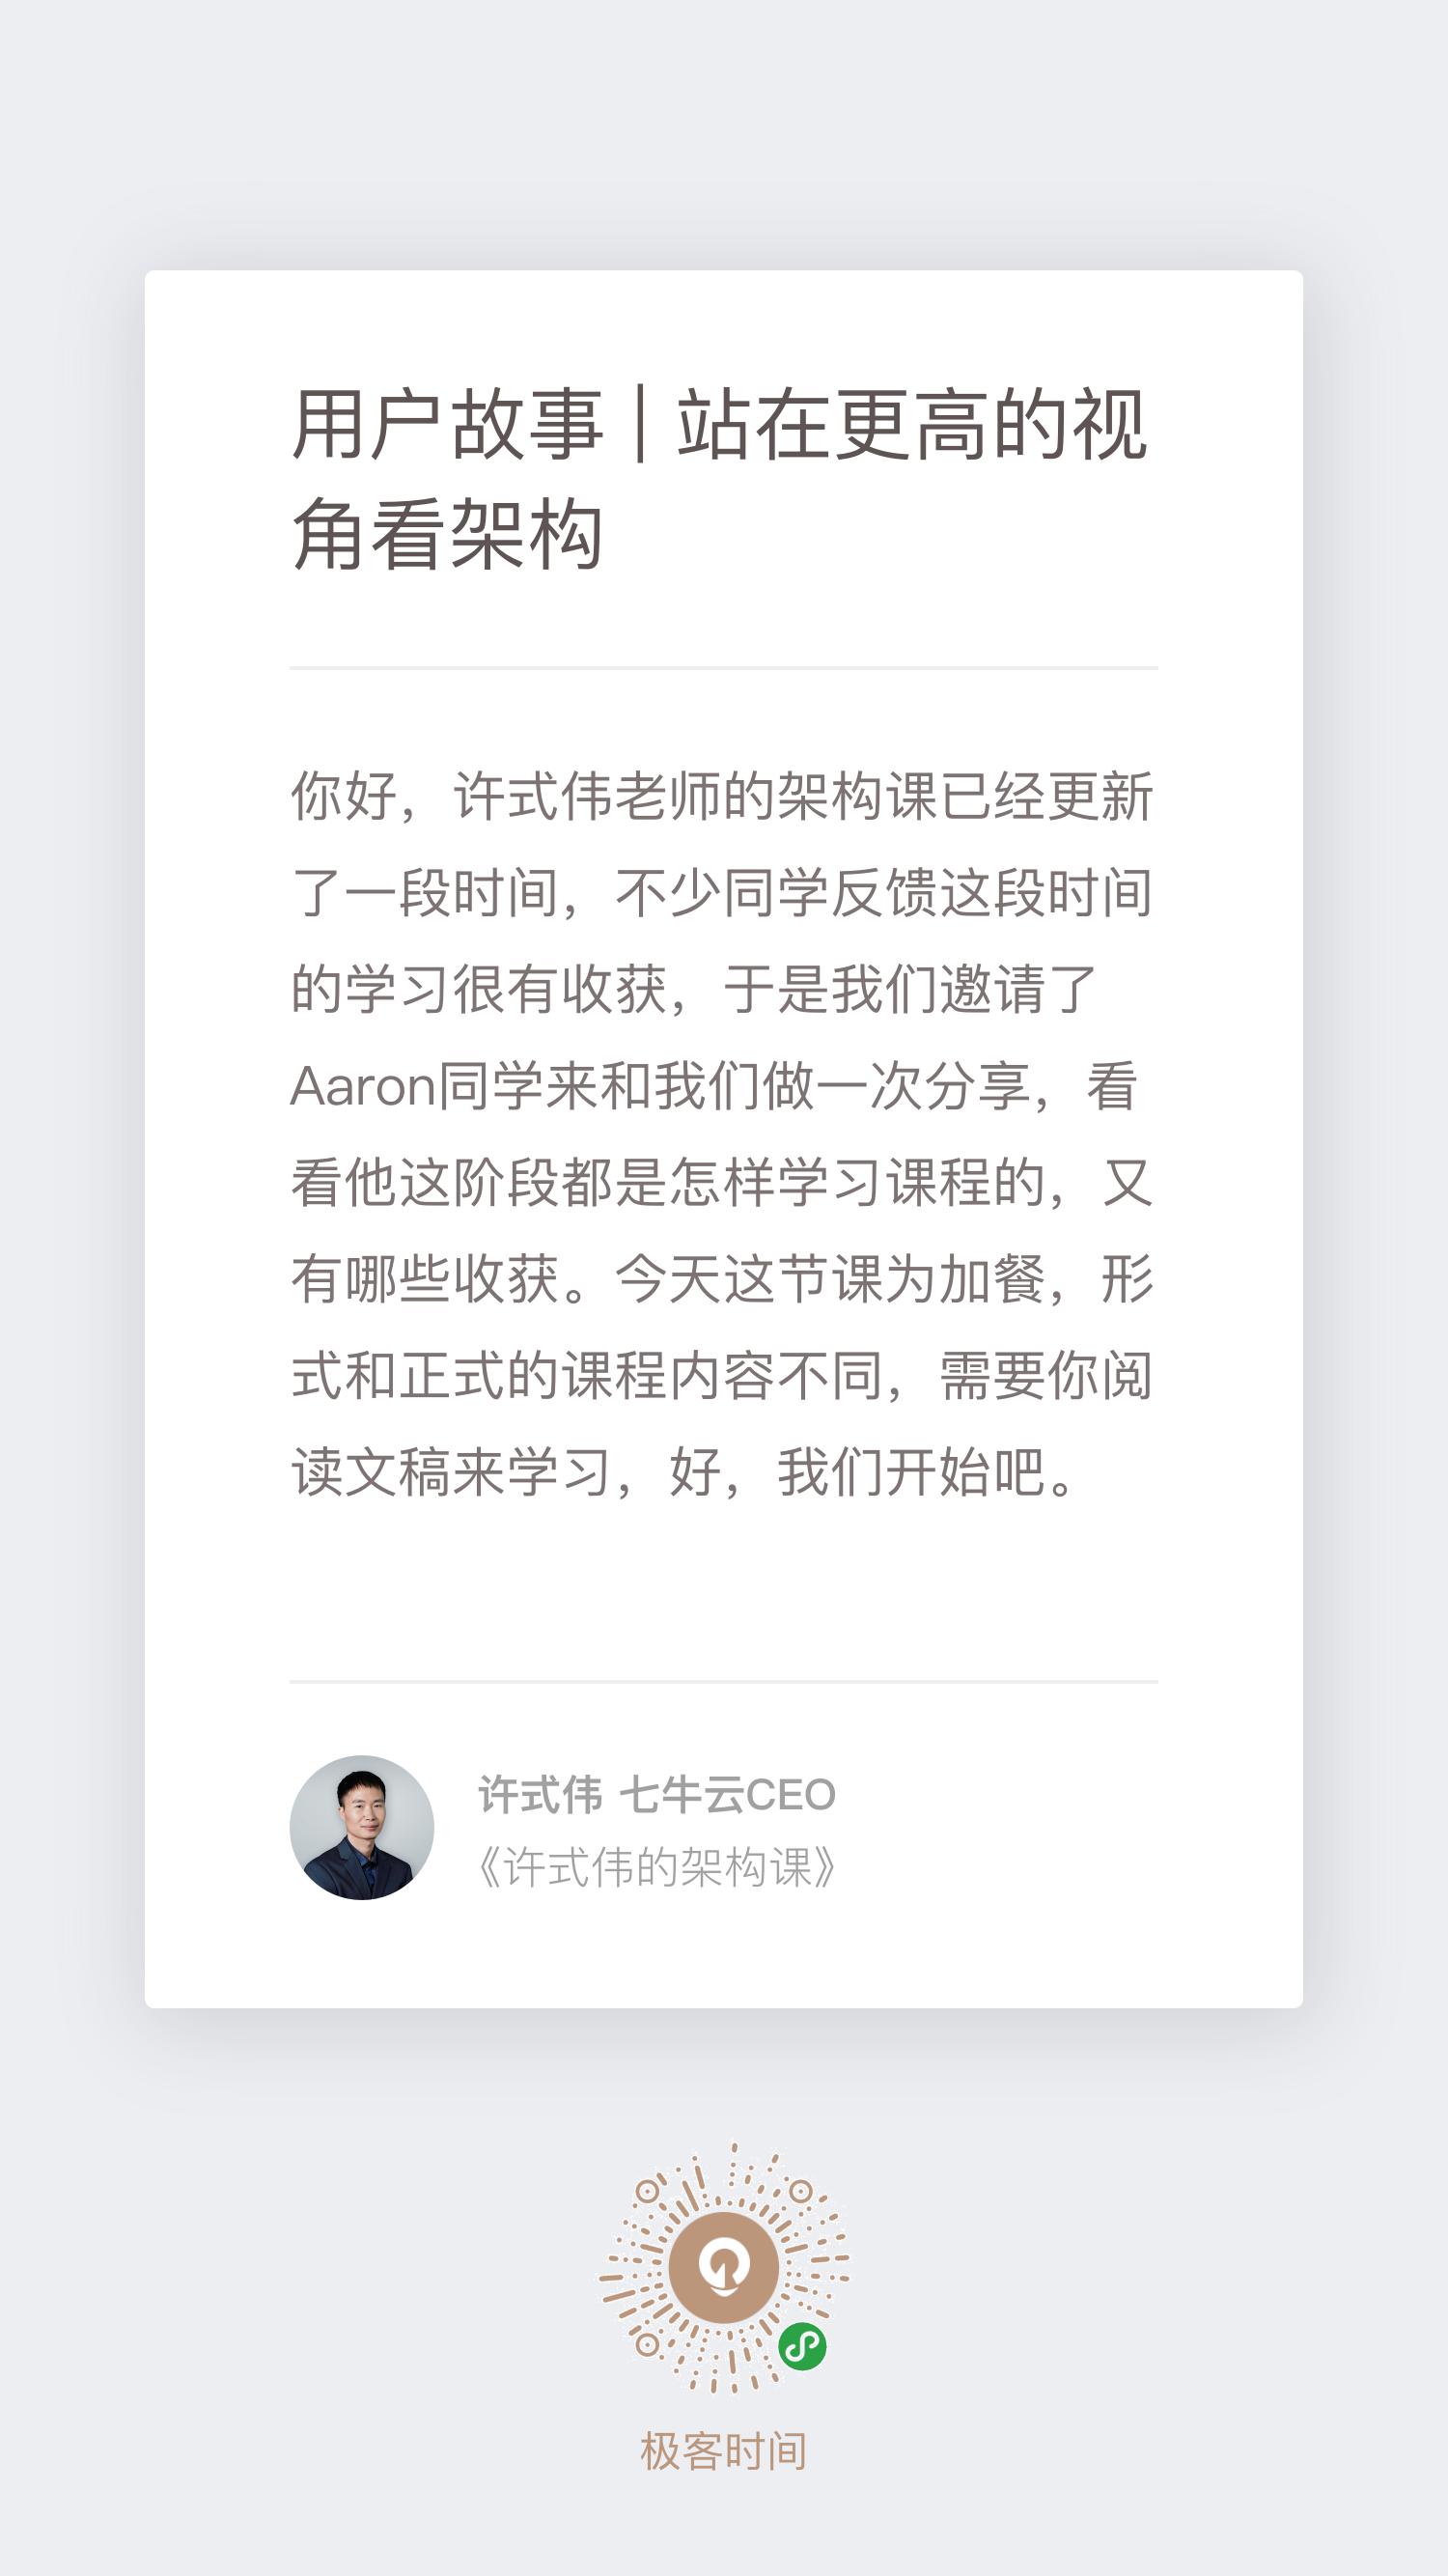 用户故事 | 站在更高的视
角看架构
你好，许式伟老师的架构课已经更新
了一段时间，不少同学反馈这段时间
的学习很有收获，于是我们邀请了
Aaron同学来和我们做一次分享，看
看他这阶段都是怎样学习课程的，又
有哪些收获。今天这节课为加餐，形
式和正式的课程内容不同，需要你阅
读文稿来学习，好，我们开始吧。
许式伟 七牛云CEO
《许式伟的架构课》
极客时间